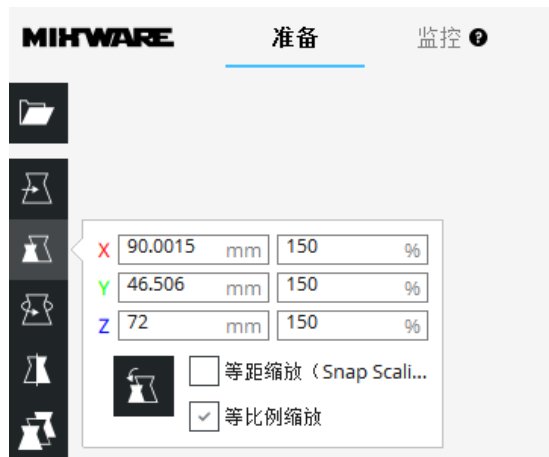 MIHWARE 准备 监控 ?
X 90.0015 mm 150 %
Y 46.506 mm 150 %
Z 72 mm 150 %
等距缩放（Snap Scali...
等比例缩放